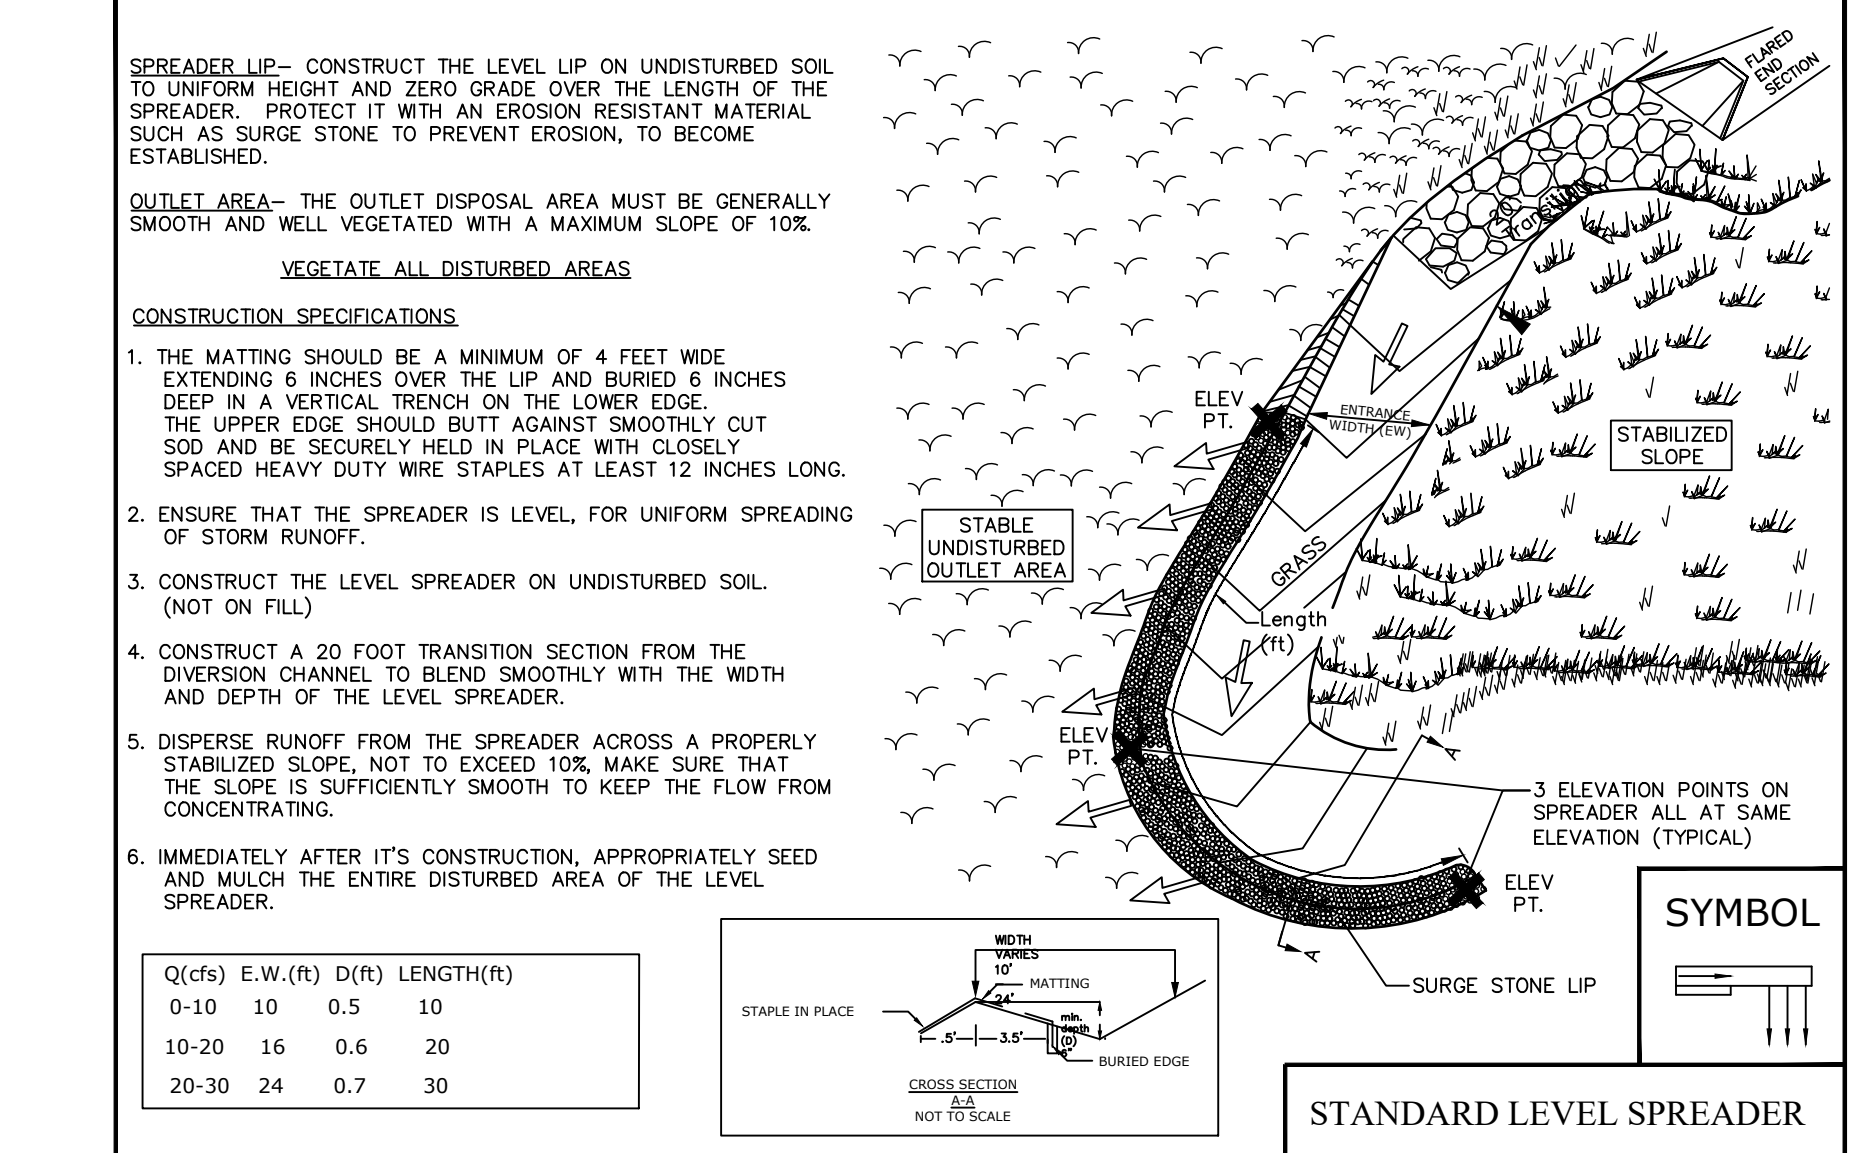 SPREADER LIP– CONSTRUCT THE LEVEL LIP ON UNDISTURBED SOIL
TO UNIFORM HEIGHT AND ZERO GRADE OVER THE LENGTH OF THE
SPREADER. PROTECT IT WITH AN EROSION RESISTANT MATERIAL
SUCH AS SURGE STONE TO PREVENT EROSION, TO BECOME
ESTABLISHED.
OUTLET AREA– THE OUTLET DISPOSAL AREA MUST BE GENERALLY
SMOOTH AND WELL VEGETATED WITH A MAXIMUM SLOPE OF 10%.
VEGETATE ALL DISTURBED AREAS
CONSTRUCTION SPECIFICATIONS
1. THE MATTING SHOULD BE A MINIMUM OF 4 FEET WIDE
EXTENDING 6 INCHES OVER THE LIP AND BURIED 6 INCHES
DEEP IN A VERTICAL TRENCH ON THE LOWER EDGE.
THE UPPER EDGE SHOULD BUTT AGAINST SMOOTHLY CUT
SOD AND BE SECURELY HELD IN PLACE WITH CLOSELY
SPACED HEAVY DUTY WIRE STAPLES AT LEAST 12 INCHES LONG.
2. ENSURE THAT THE SPREADER IS LEVEL, FOR UNIFORM SPREADING
OF STORM RUNOFF.
3. CONSTRUCT THE LEVEL SPREADER ON UNDISTURBED SOIL.
(NOT ON FILL)
4. CONSTRUCT A 20 FOOT TRANSITION SECTION FROM THE
DIVERSION CHANNEL TO BLEND SMOOTHLY WITH THE WIDTH
AND DEPTH OF THE LEVEL SPREADER.
5. DISPERSE RUNOFF FROM THE SPREADER ACROSS A PROPERLY
STABILIZED SLOPE, NOT TO EXCEED 10%, MAKE SURE THAT
THE SLOPE IS SUFFICIENTLY SMOOTH TO KEEP THE FLOW FROM
CONCENTRATING.
6. IMMEDIATELY AFTER IT'S CONSTRUCTION, APPROPRIATELY SEED
AND MULCH THE ENTIRE DISTURBED AREA OF THE LEVEL
SPREADER.
Q(cfs) E.W.(ft) D(ft) LENGTH(ft)
0-10 10 0.5 10
10-20 16 0.6 20
20-30 24 0.7 30
FLARED
END
SECTION
20'
Transition
ELEV
PT.
ENTRANCE
WIDTH (EW)
STABILIZED
SLOPE
STABLE
UNDISTURBED
OUTLET AREA
GRASS
Length
(ft)
ELEV
PT.
A
3 ELEVATION POINTS ON
SPREADER ALL AT SAME
ELEVATION (TYPICAL)
ELEV
PT.
A
SURGE STONE LIP
WIDTH
VARIES
10'
24'
MATTING
STAPLE IN PLACE
.5'
3.5'
min.
depth
(D)
6"
BURIED EDGE
CROSS SECTION
A-A
NOT TO SCALE
SYMBOL
STANDARD LEVEL SPREADER